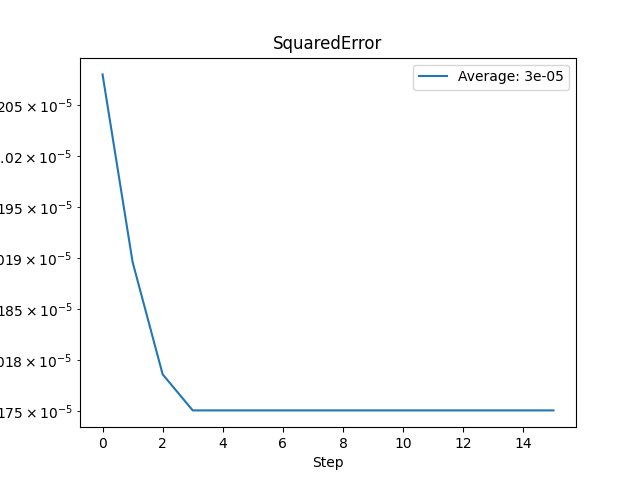 SquaredError
Average: 3e-05
205 × 10⁻⁵
.02 × 10⁻⁵
195 × 10⁻⁵
019 × 10⁻⁵
185 × 10⁻⁵
018 × 10⁻⁵
175 × 10⁻⁵
0 2 4 6 8 10 12 14
Step